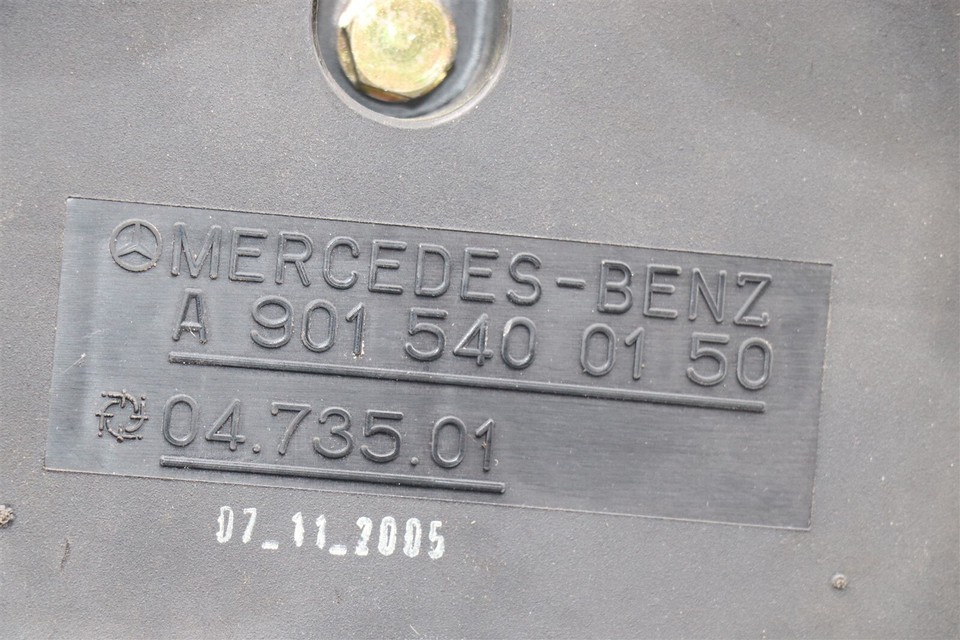 MERCEDES-BENZ
A 901 540 01 50
04.735.01
07_11_2005